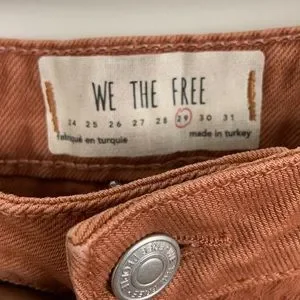 WE THE FREE
24 25 26 27 28 29 30 31
fabriqué en turquie made in turkey